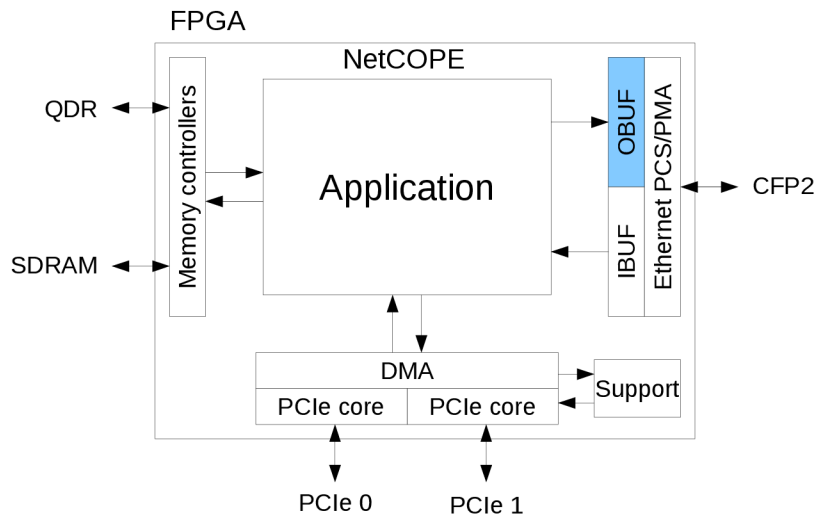 FPGA
NetCOPE
QDR
SDRAM
Memory controllers
Application
OBUF
IBUF
Ethernet PCS/PMA
CFP2
DMA
PCIe core
PCIe core
Support
PCIe 0
PCIe 1